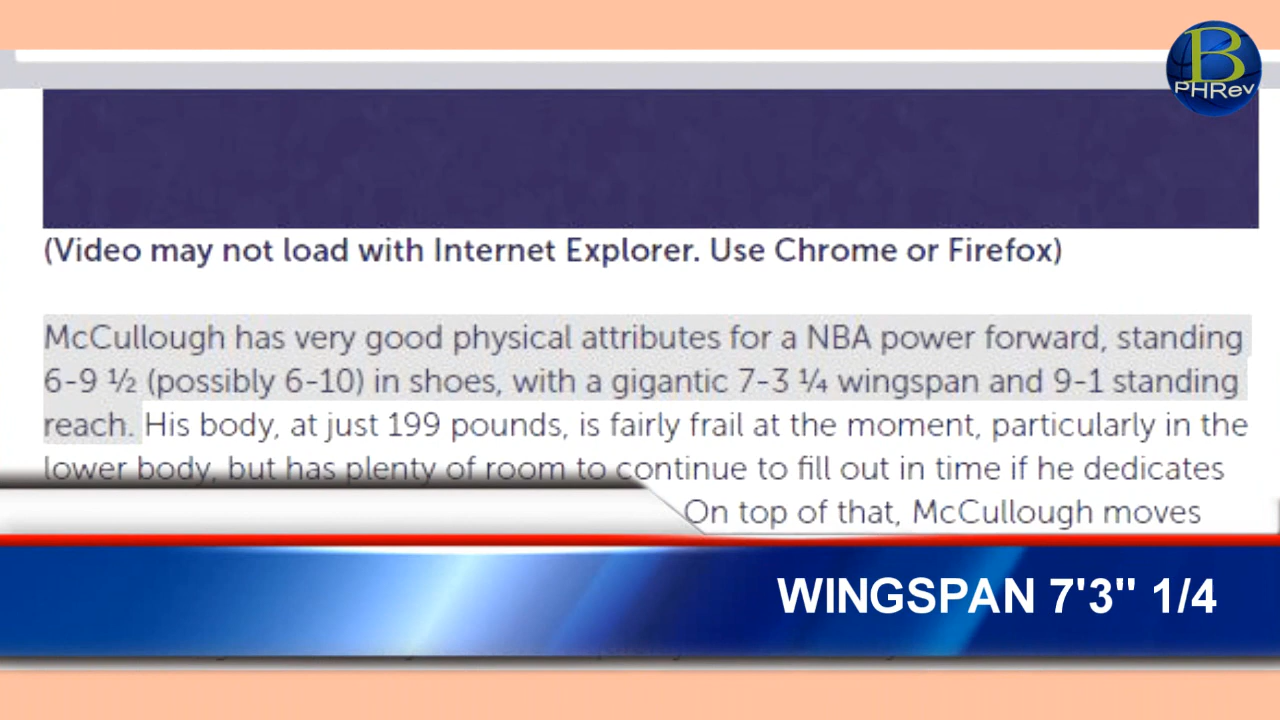 B
PHRev
(Video may not load with Internet Explorer. Use Chrome or Firefox)
McCullough has very good physical attributes for a NBA power forward, standing
6-9 ½ (possibly 6-10) in shoes, with a gigantic 7-3 ¼ wingspan and 9-1 standing
reach. His body, at just 199 pounds, is fairly frail at the moment, particularly in the
lower body, but has plenty of room to continue to fill out in time if he dedicates
On top of that, McCullough moves
WINGSPAN 7'3" 1/4